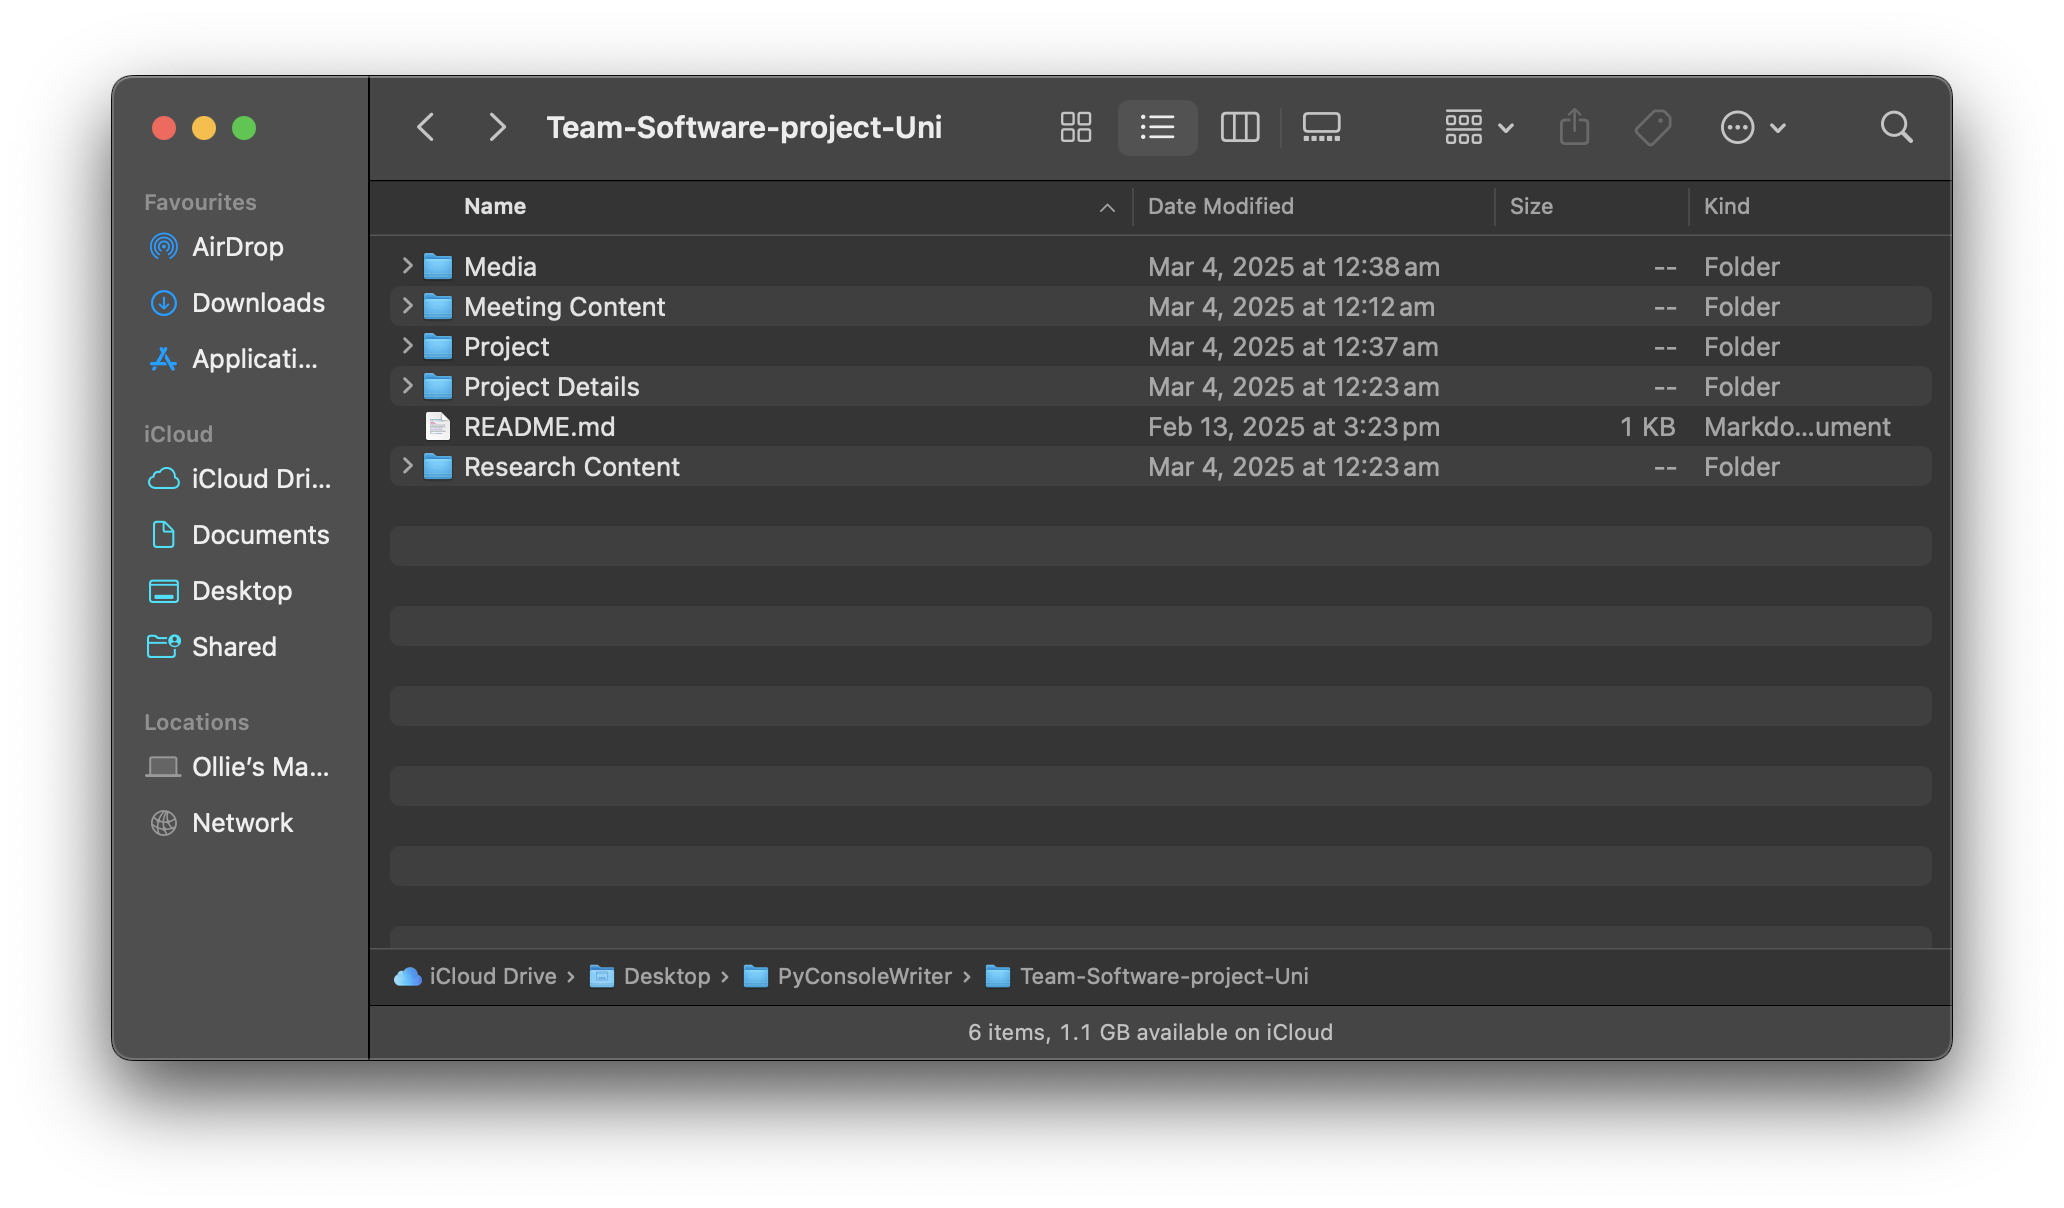 Team-Software-project-Uni
Favourites
AirDrop
Downloads
Applicati...
iCloud
iCloud Dri...
Documents
Desktop
Shared
Locations
Ollie’s Ma...
Network
Name Date Modified Size Kind
Media Mar 4, 2025 at 12:38 am -- Folder
Meeting Content Mar 4, 2025 at 12:12 am -- Folder
Project Mar 4, 2025 at 12:37 am -- Folder
Project Details Mar 4, 2025 at 12:23 am -- Folder
README.md Feb 13, 2025 at 3:23 pm 1 KB Markdo...ument
Research Content Mar 4, 2025 at 12:23 am -- Folder
iCloud Drive › Desktop › PyConsoleWriter › Team-Software-project-Uni
6 items, 1.1 GB available on iCloud